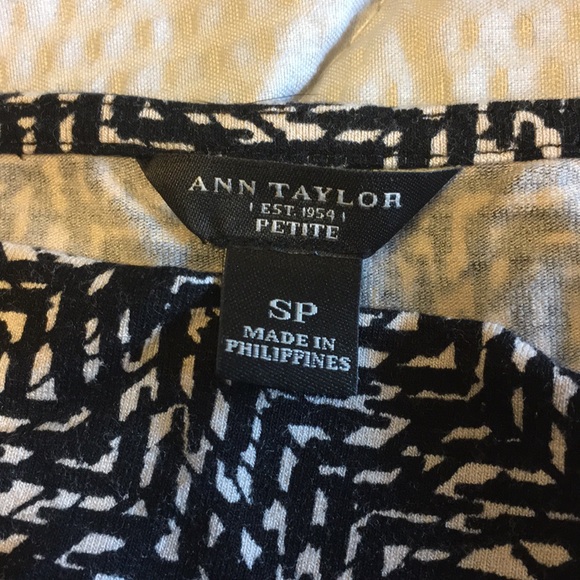 ANN TAYLOR
EST. 1954
PETITE
SP
MADE IN
PHILIPPINES